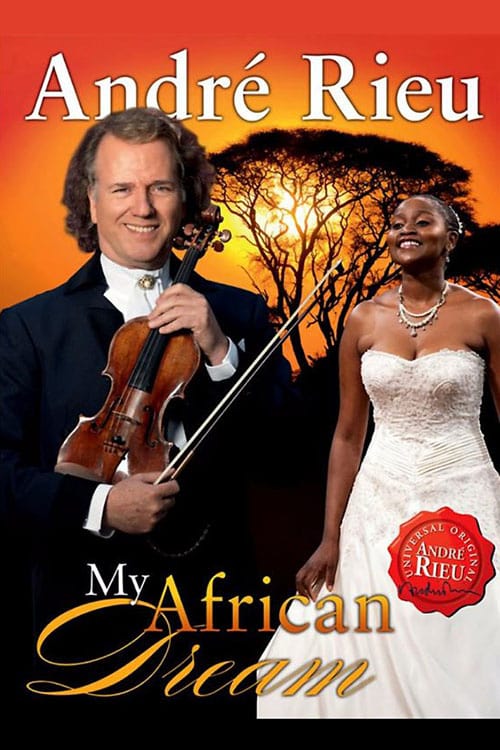 André Rieu
My African
Dream
UNIVERSAL ORIGINAL
ANDRÉ
RIEU